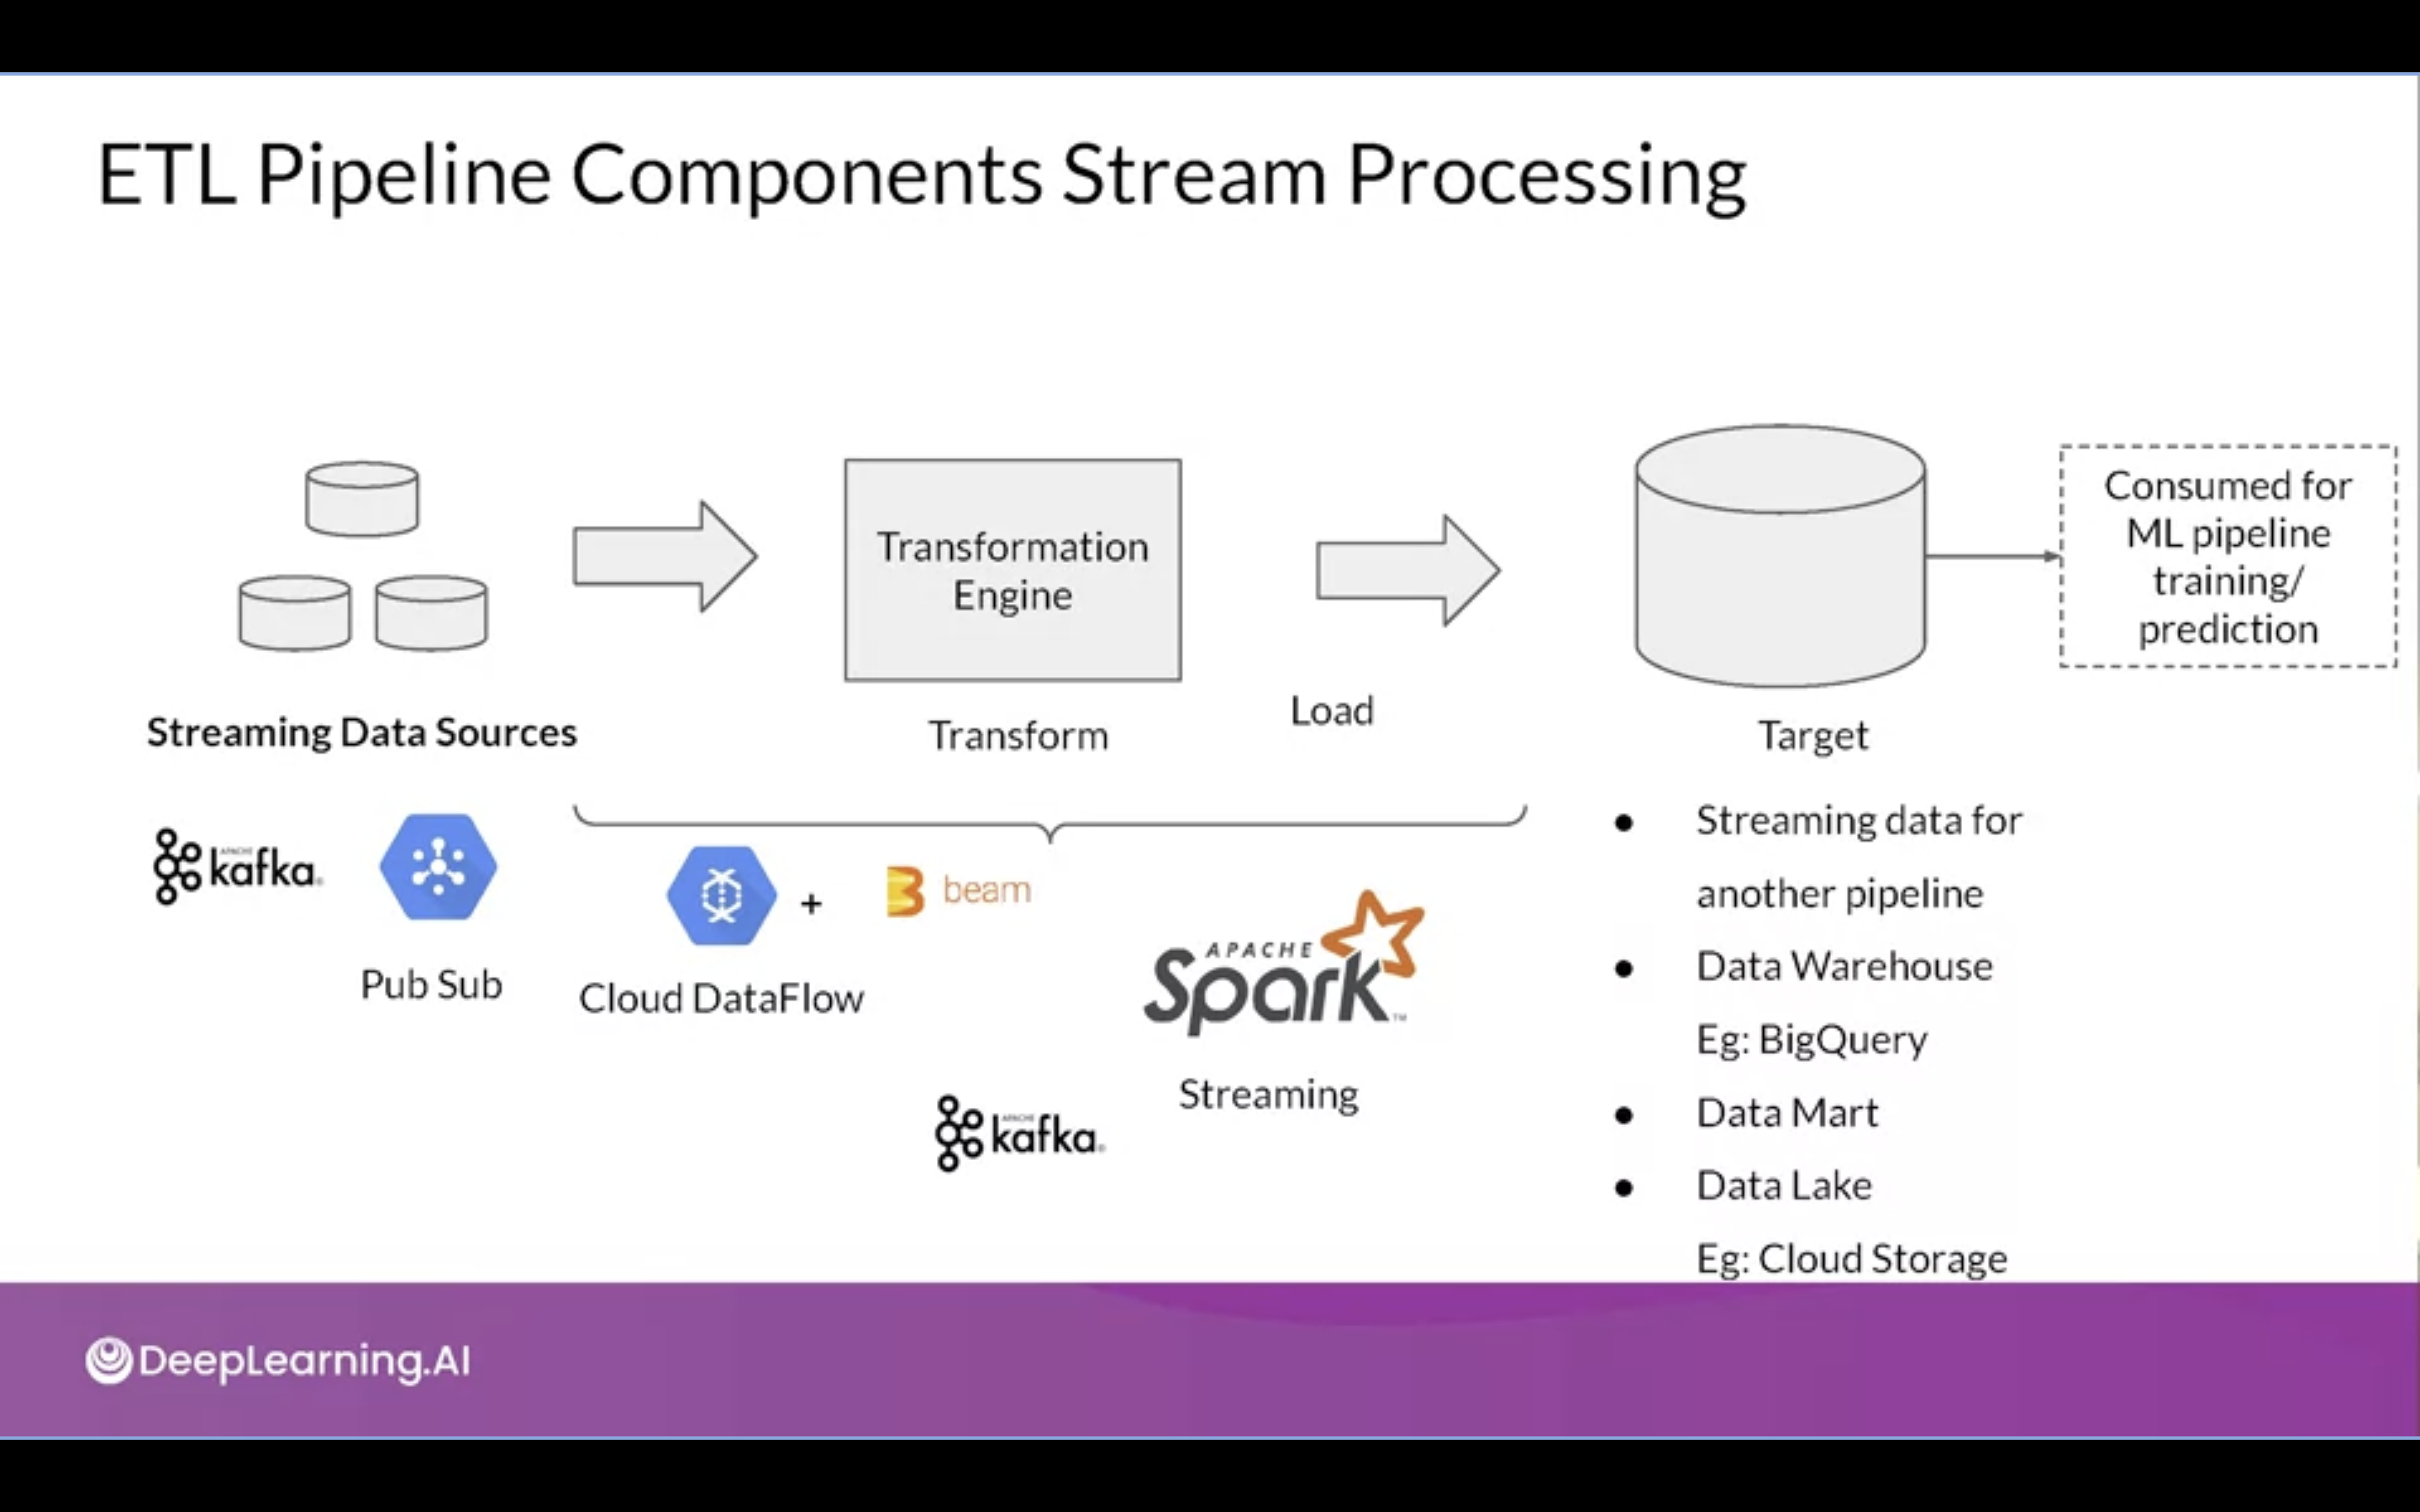 ETL Pipeline Components Stream Processing
Transformation
Engine
Consumed for
ML pipeline
training/
prediction
Streaming Data Sources
Transform
Load
Target
APACHE
kafka
Pub Sub
Cloud DataFlow
+
beam
APACHE
Spark™
Streaming
APACHE
kafka
● Streaming data for
another pipeline
● Data Warehouse
Eg: BigQuery
● Data Mart
● Data Lake
Eg: Cloud Storage
DeepLearning.AI